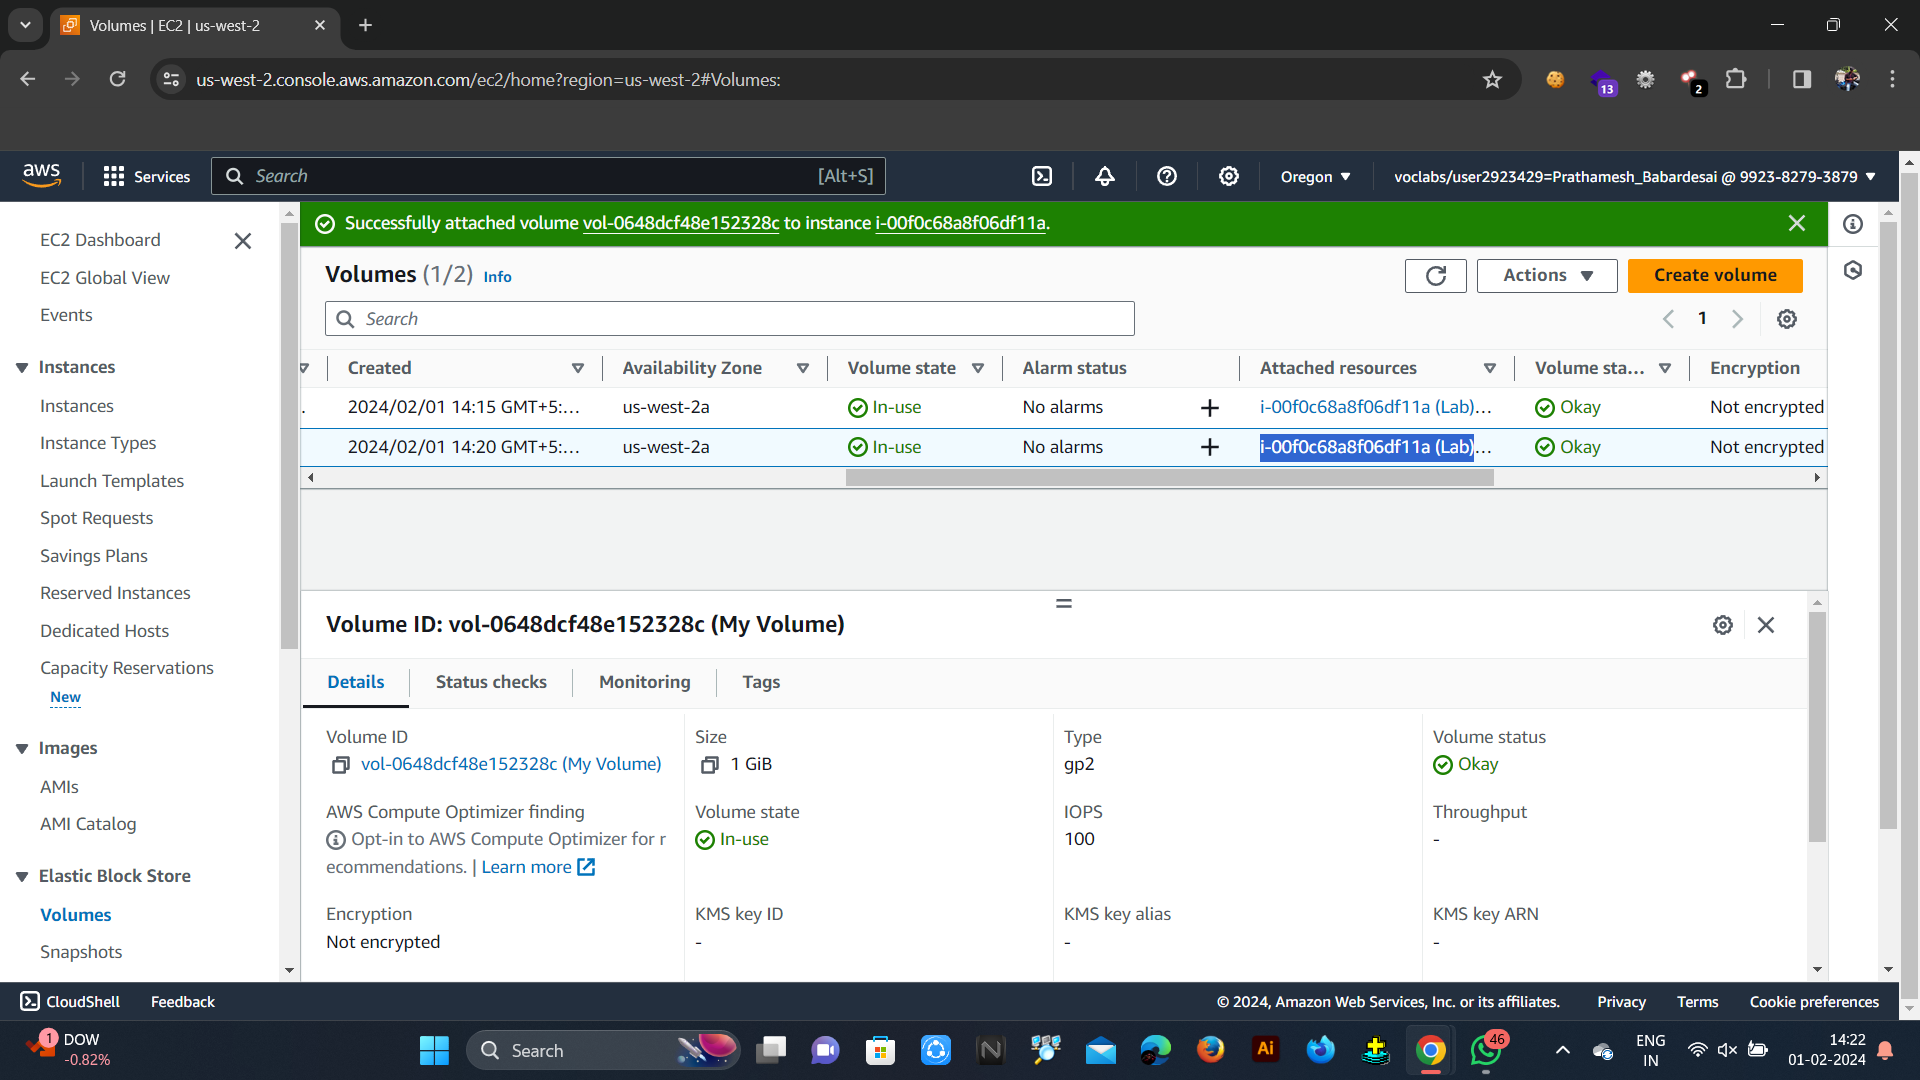 Volumes | EC2 | us-west-2
us-west-2.console.aws.amazon.com/ec2/home?region=us-west-2#Volumes:
13
2
aws
Services
Search
[Alt+S]
Oregon
voclabs/user2923429=Prathamesh_Babardesai @ 9923-8279-3879
Successfully attached volume vol-0648dcf48e152328c to instance i-00f0c68a8f06df11a.
EC2 Dashboard
EC2 Global View
Events
Instances
Instances
Instance Types
Launch Templates
Spot Requests
Savings Plans
Reserved Instances
Dedicated Hosts
Capacity Reservations
New
Images
AMIs
AMI Catalog
Elastic Block Store
Volumes
Snapshots
Volumes (1/2) Info
Actions
Create volume
Search
1
Created Availability Zone Volume state Alarm status Attached resources Volume sta... Encryption
. 2024/02/01 14:15 GMT+5:... us-west-2a In-use No alarms + i-00f0c68a8f06df11a (Lab)... Okay Not encrypted
2024/02/01 14:20 GMT+5:... us-west-2a In-use No alarms + i-00f0c68a8f06df11a (Lab)... Okay Not encrypted
Volume ID: vol-0648dcf48e152328c (My Volume)
Details Status checks Monitoring Tags
Volume ID
vol-0648dcf48e152328c (My Volume)
Size
1 GiB
Type
gp2
Volume status
Okay
AWS Compute Optimizer finding
Opt-in to AWS Compute Optimizer for r
ecommendations. | Learn more
Volume state
In-use
IOPS
100
Throughput
-
Encryption
Not encrypted
KMS key ID
-
KMS key alias
-
KMS key ARN
-
CloudShell Feedback
© 2024, Amazon Web Services, Inc. or its affiliates. Privacy Terms Cookie preferences
1
DOW
-0.82%
Search
Ai
46
ENG
IN
14:22
01-02-2024